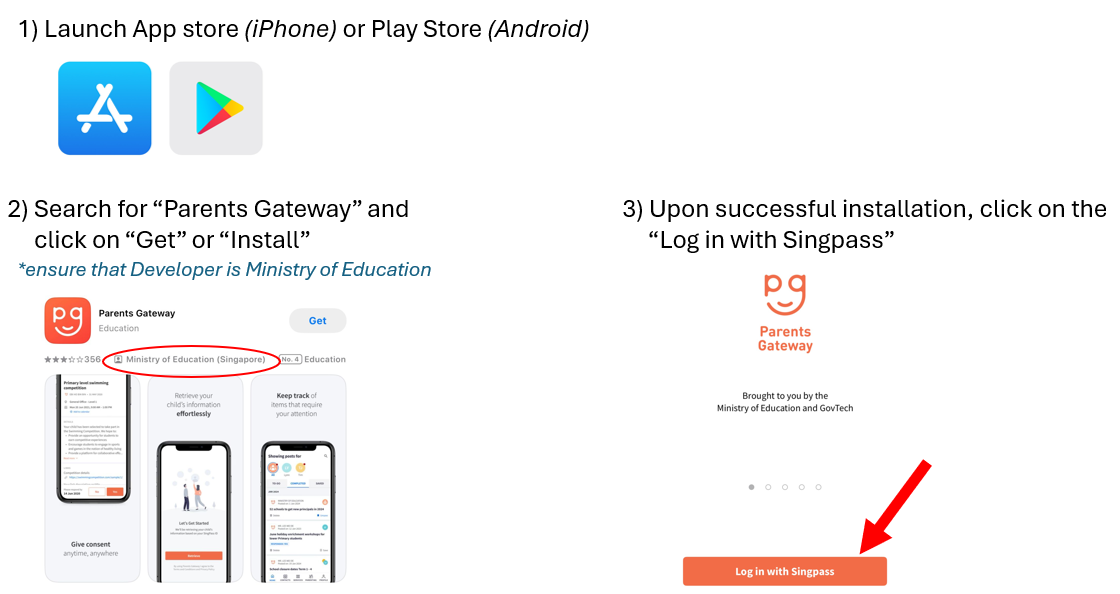 1) Launch App store (iPhone) or Play Store (Android)
2) Search for “Parents Gateway” and
click on “Get” or “Install”
*ensure that Developer is Ministry of Education
Parents Gateway
Education
Get
356
Ministry of Education (Singapore)
No. 4
Education
Primary level swimming
competition
Give consent
anytime, anywhere
Retrieve your
child's information
effortlessly
Let's Get Started
Keep track of
items that require
your attention
Showing posts for
3) Upon successful installation, click on the
“Log in with Singpass”
pg
Parents
Gateway
Brought to you by the
Ministry of Education and GovTech
Log in with Singpass